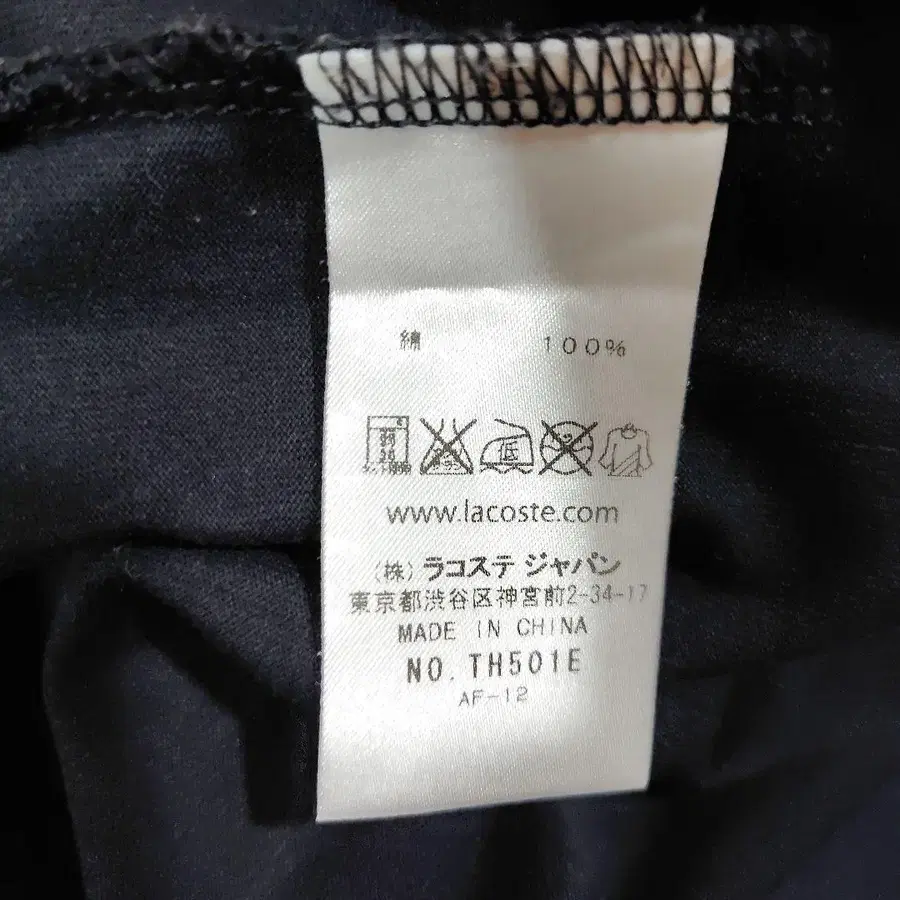 綿 100%
低
www.lacoste.com
(株) ラコステ ジャパン
東京都渋谷区神宮前2-34-17
MADE IN CHINA
NO. TH501E
AF-12